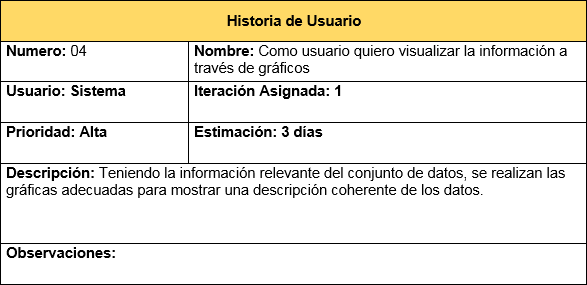 Historia de Usuario
Numero: 04
Nombre: Como usuario quiero visualizar la información a
través de gráficos
Usuario: Sistema
Iteración Asignada: 1
Prioridad: Alta
Estimación: 3 días
Descripción: Teniendo la información relevante del conjunto de datos, se realizan las
gráficas adecuadas para mostrar una descripción coherente de los datos.
Observaciones: